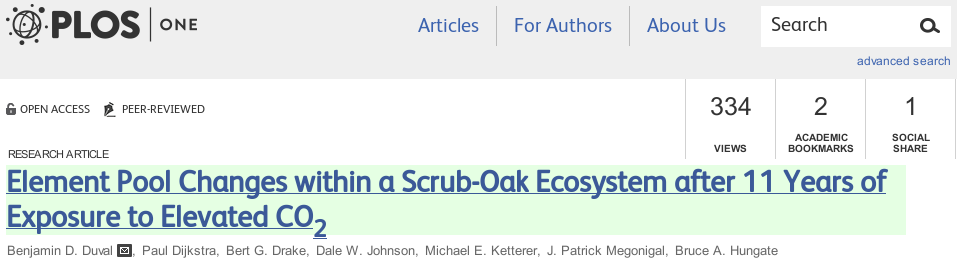 PLOS ONE
Articles For Authors About Us Search
advanced search
OPEN ACCESS PEER-REVIEWED
334 2 1
VIEWS ACADEMIC BOOKMARKS SOCIAL SHARE
RESEARCH ARTICLE
Element Pool Changes within a Scrub-Oak Ecosystem after 11 Years of
Exposure to Elevated CO2
Benjamin D. Duval , Paul Dijkstra, Bert G. Drake, Dale W. Johnson, Michael E. Ketterer, J. Patrick Megonigal, Bruce A. Hungate